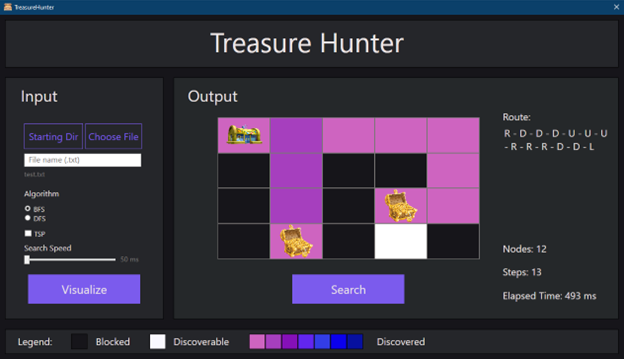 TreasureHunter
Treasure Hunter
Input
Starting Dir
Choose File
File name (.txt)
test.txt
Algorithm
BFS
DFS
TSP
Search Speed
50 ms
Visualize
Output
Route:
R - D - D - D - U - U - U
- R - R - R - D - D - L
Nodes: 12
Steps: 13
Elapsed Time: 493 ms
Search
Legend:
Blocked
Discoverable
Discovered